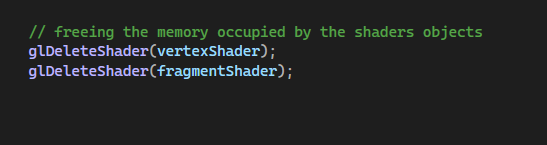 // freeing the memory occupied by the shaders objects
glDeleteShader(vertexShader);
glDeleteShader(fragmentShader);